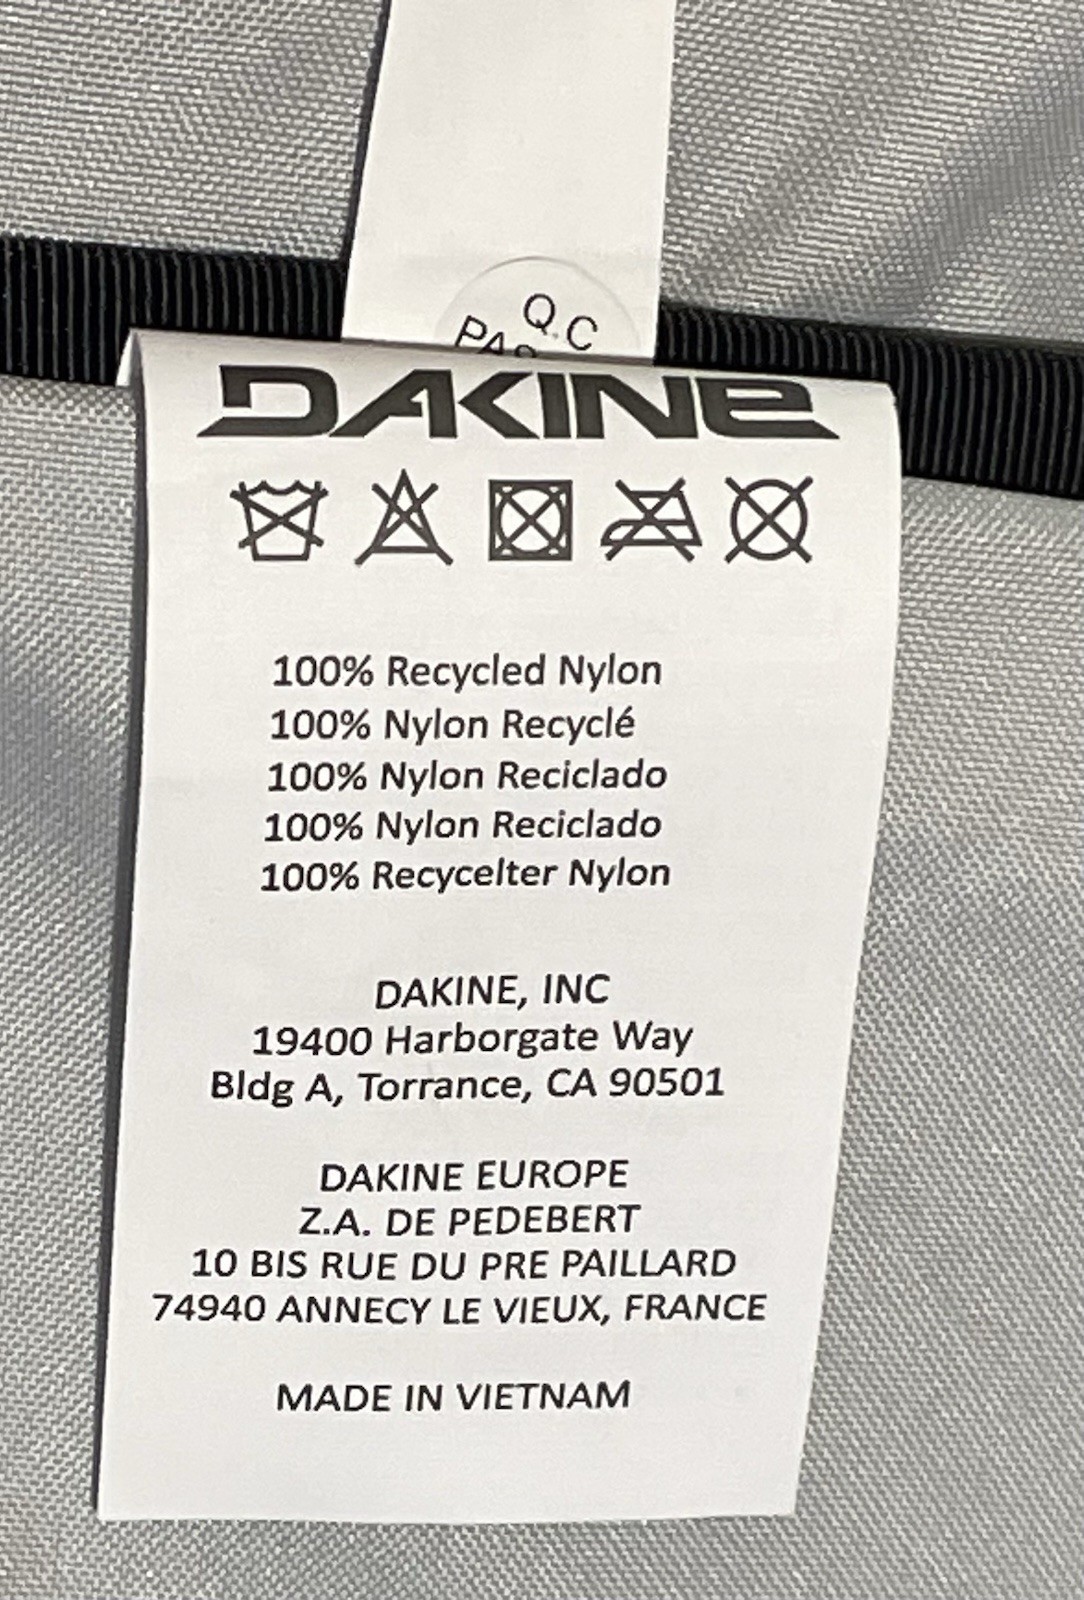 Q.C
DAKINE
100% Recycled Nylon
100% Nylon Recyclé
100% Nylon Reciclado
100% Nylon Reciclado
100% Recycelter Nylon
DAKINE, INC
19400 Harborgate Way
Bldg A, Torrance, CA 90501
DAKINE EUROPE
Z.A. DE PEDEBERT
10 BIS RUE DU PRE PAILLARD
74940 ANNECY LE VIEUX, FRANCE
MADE IN VIETNAM